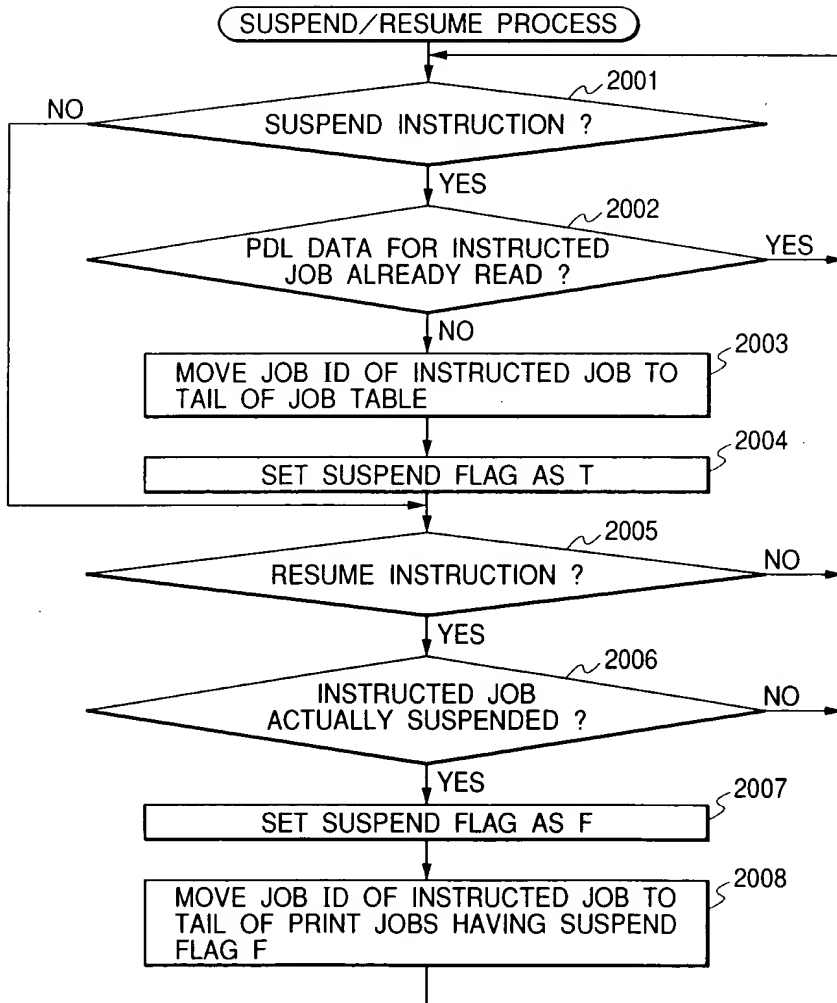 SUSPEND/RESUME PROCESS
2001
NO
SUSPEND INSTRUCTION ?
YES
2002
PDL DATA FOR INSTRUCTED
JOB ALREADY READ ?
YES
NO
2003
MOVE JOB ID OF INSTRUCTED JOB TO
TAIL OF JOB TABLE
2004
SET SUSPEND FLAG AS T
2005
RESUME INSTRUCTION ?
NO
YES
2006
INSTRUCTED JOB
ACTUALLY SUSPENDED ?
NO
YES
2007
SET SUSPEND FLAG AS F
2008
MOVE JOB ID OF INSTRUCTED JOB TO
TAIL OF PRINT JOBS HAVING SUSPEND
FLAG F